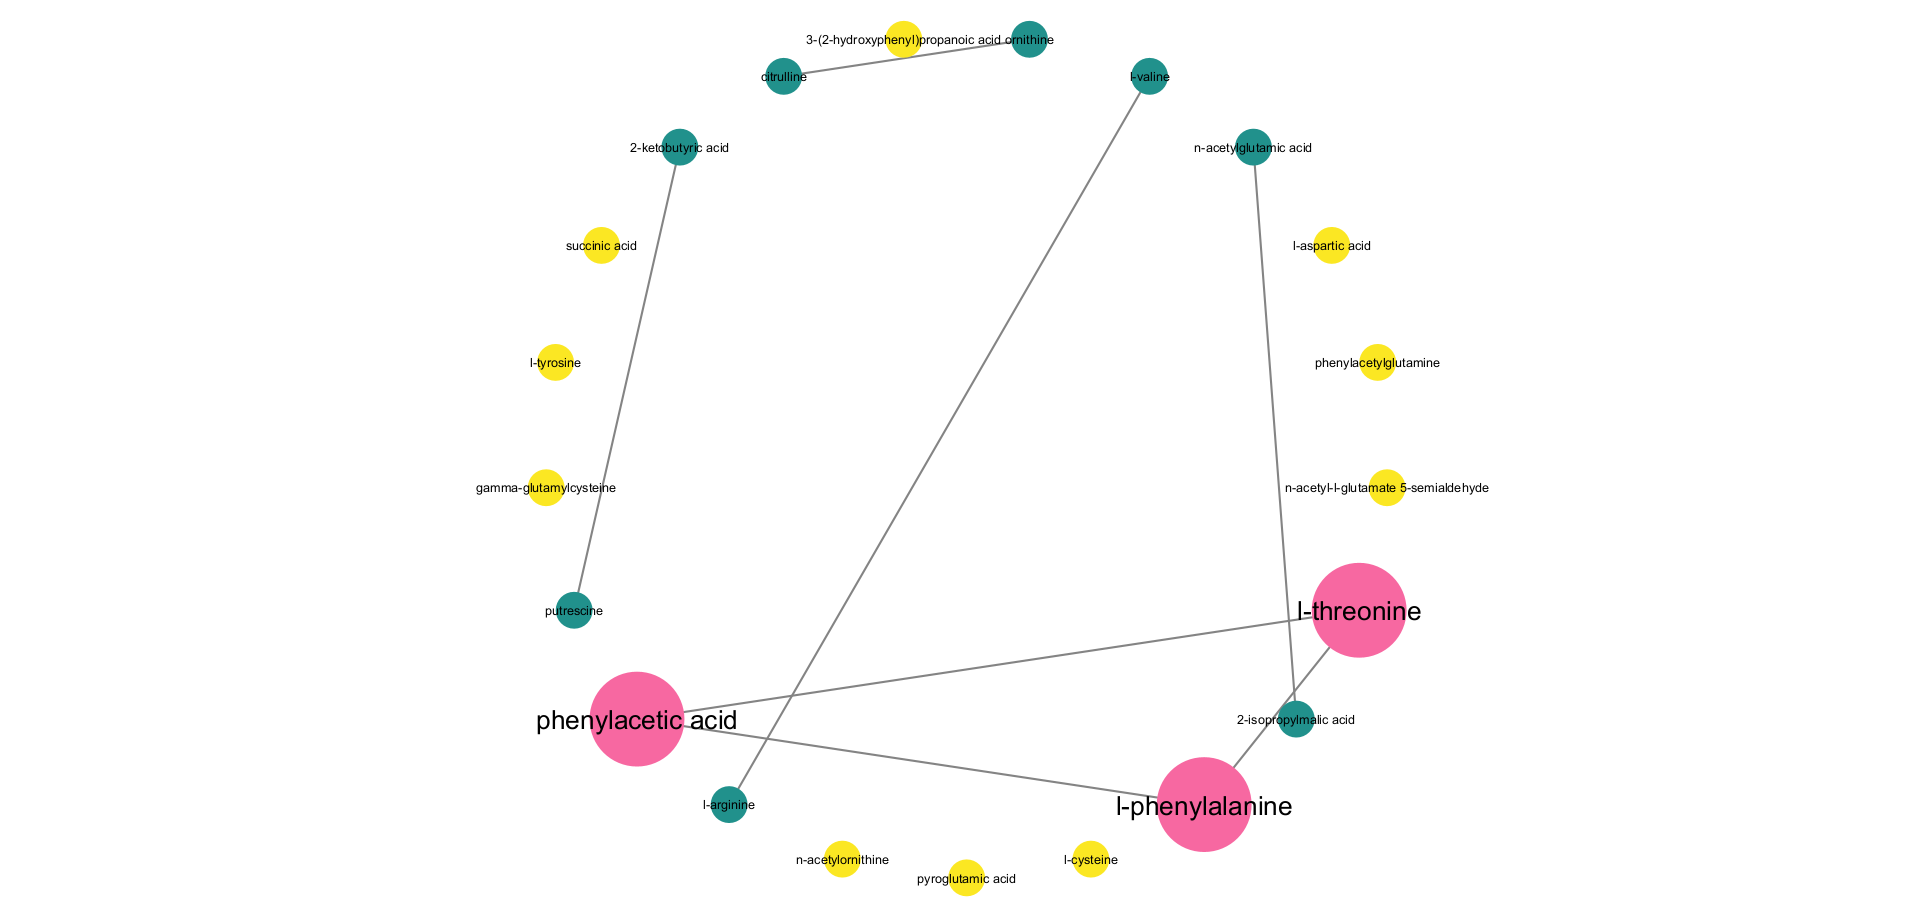 3-(2-hydroxyphenyl)propanoic acid
ornithine
citrulline
l-valine
2-ketobutyric acid
n-acetylglutamic acid
succinic acid
l-aspartic acid
l-tyrosine
phenylacetylglutamine
gamma-glutamylcysteine
n-acetyl-l-glutamate 5-semialdehyde
putrescine
l-threonine
phenylacetic acid
2-isopropylmalic acid
l-arginine
l-phenylalanine
n-acetylornithine
l-cysteine
pyroglutamic acid